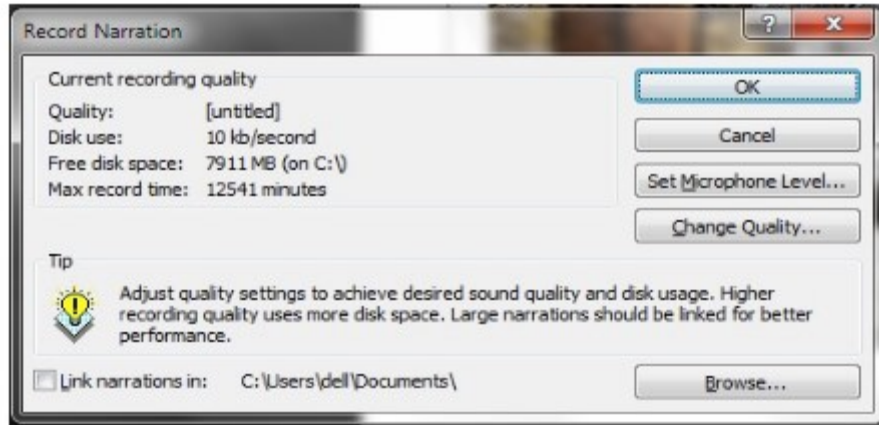 Record Narration
Current recording quality
Quality: [untitled]
Disk use: 10 kb/second
Free disk space: 7911 MB (on C:\)
Max record time: 12541 minutes
OK
Cancel
Set Microphone Level...
Change Quality...
Tip
Adjust quality settings to achieve desired sound quality and disk usage. Higher
recording quality uses more disk space. Large narrations should be linked for better
performance.
Link narrations in: C:\Users\dell\Documents\
Browse...